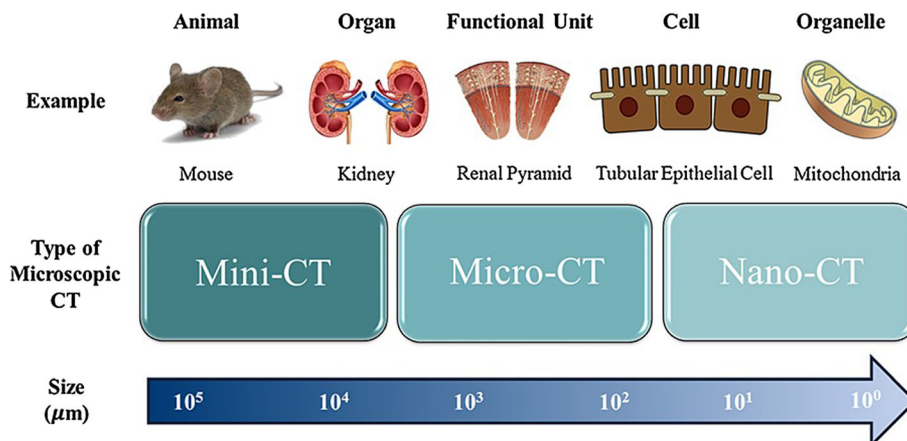 Animal Organ Functional Unit Cell Organelle
Example
Mouse Kidney Renal Pyramid Tubular Epithelial Cell Mitochondria
Type of
Microscopic
CT
Mini-CT Micro-CT Nano-CT
Size
(μm)
10⁵ 10⁴ 10³ 10² 10¹ 10⁰